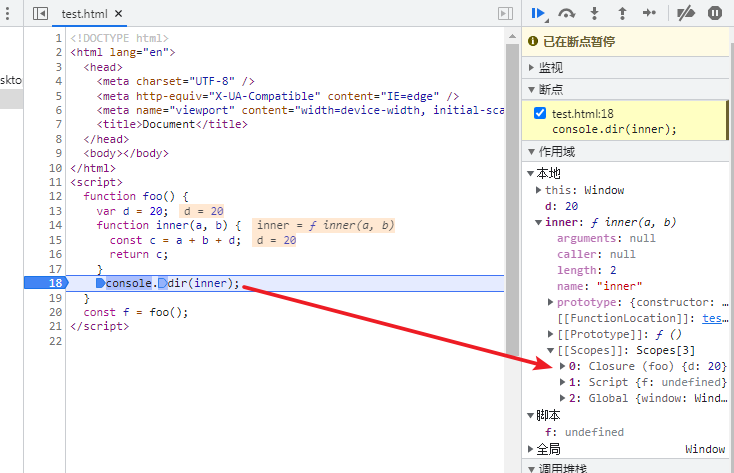 test.html ×
skto
1 <!DOCTYPE html>
2 <html lang="en">
3 <head>
4 <meta charset="UTF-8" />
5 <meta http-equiv="X-UA-Compatible" content="IE=edge" />
6 <meta name="viewport" content="width=device-width, initial-sca
7 <title>Document</title>
8 </head>
9 <body></body>
10 </html>
11 <script>
12 function foo() {
13 var d = 20; d = 20
14 function inner(a, b) { inner = ƒ inner(a, b)
15 const c = a + b + d; d = 20
16 return c;
17 }
18 console.dir(inner);
19 }
20 const f = foo();
21 </script>
已在断点暂停
监视
断点
test.html:18
console.dir(inner);
作用域
本地
this: Window
d: 20
inner: ƒ inner(a, b)
arguments: null
caller: null
length: 2
name: "inner"
prototype: {constructor: …
[[FunctionLocation]]: tes…
[[Prototype]]: ƒ ()
[[Scopes]]: Scopes[3]
0: Closure (foo) {d: 20}
1: Script {f: undefined}
2: Global {window: Wind…
脚本
f: undefined
全局 Window
调用堆栈